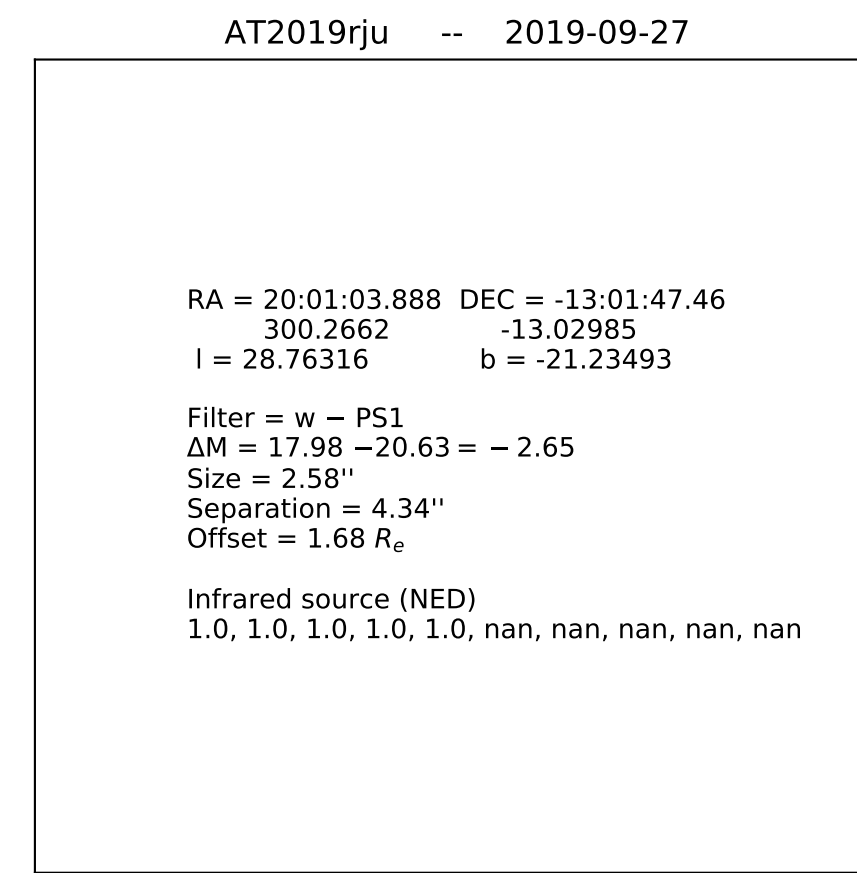 AT2019rju -- 2019-09-27
RA = 20:01:03.888 DEC = -13:01:47.46
300.2662 -13.02985
l = 28.76316 b = -21.23493
Filter = w − PS1
ΔM = 17.98 −20.63 = − 2.65
Size = 2.58''
Separation = 4.34''
Offset = 1.68 Rₑ
Infrared source (NED)
1.0, 1.0, 1.0, 1.0, 1.0, nan, nan, nan, nan, nan